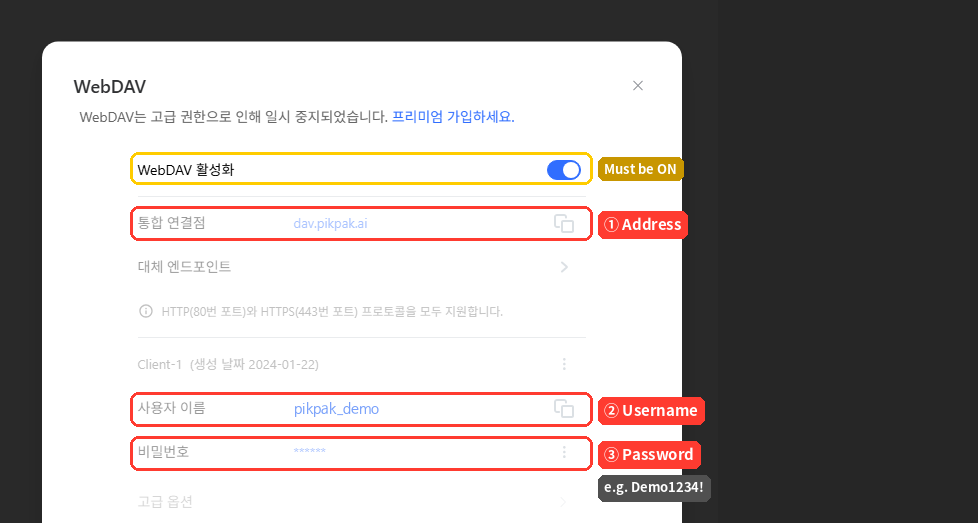 WebDAV
WebDAV는 고급 권한으로 인해 일시 중지되었습니다. 프리미엄 가입하세요.
WebDAV 활성화
Must be ON
통합 연결점 dav.pikpak.ai
① Address
대체 엔드포인트
HTTP(80번 포트)와 HTTPS(443번 포트) 프로토콜을 모두 지원합니다.
Client-1 (생성 날짜 2024-01-22)
사용자 이름 pikpak_demo
② Username
비밀번호 ******
③ Password
e.g. Demo1234!
고급 옵션